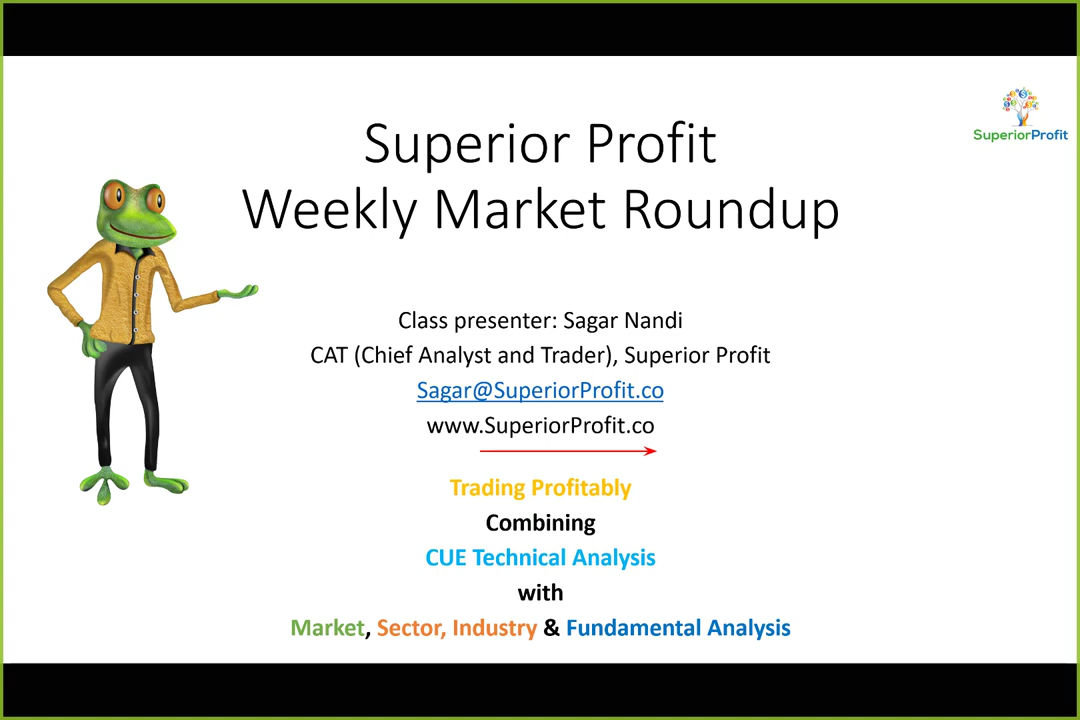 SuperiorProfit
Superior Profit
Weekly Market Roundup
Class presenter: Sagar Nandi
CAT (Chief Analyst and Trader), Superior Profit
Sagar@SuperiorProfit.co
www.SuperiorProfit.co
Trading Profitably
Combining
CUE Technical Analysis
with
Market, Sector, Industry & Fundamental Analysis